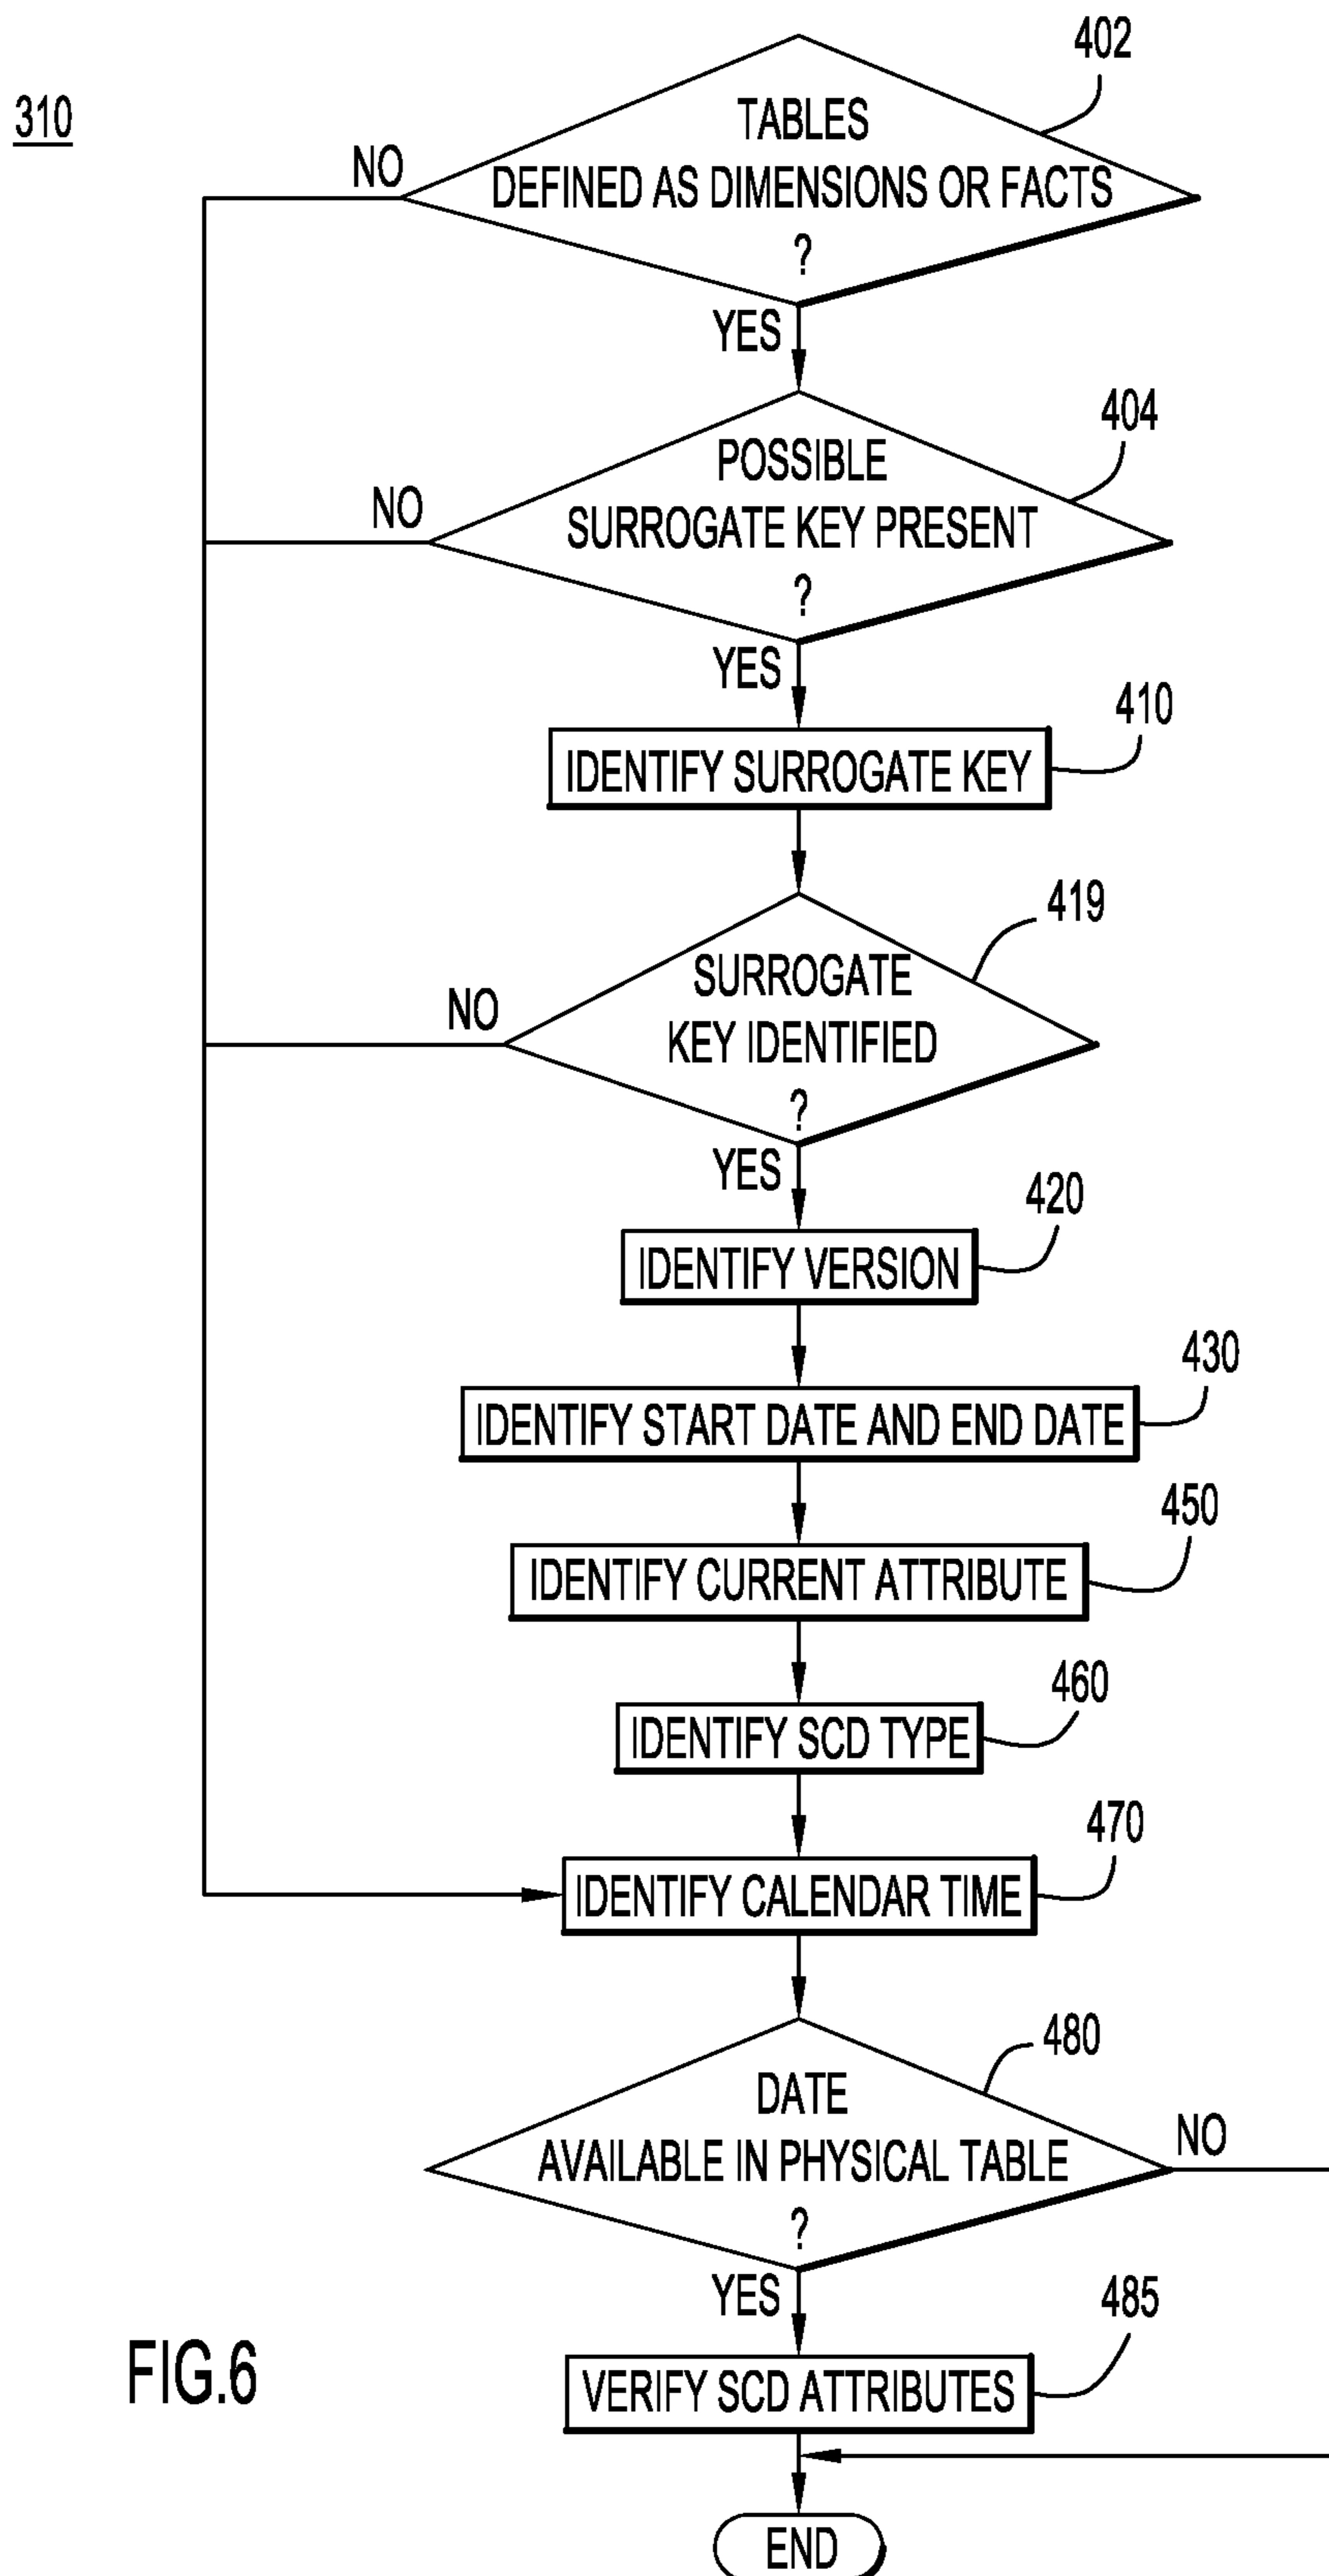 402
310
TABLES
NO
DEFINED AS DIMENSIONS OR FACTS
?
YES
404
POSSIBLE
NO
SURROGATE KEY PRESENT
?
YES
410
IDENTIFY SURROGATE KEY
419
SURROGATE
NO
KEY IDENTIFIED
?
YES
420
IDENTIFY VERSION
430
IDENTIFY START DATE AND END DATE
450
IDENTIFY CURRENT ATTRIBUTE
460
IDENTIFY SCD TYPE
470
IDENTIFY CALENDAR TIME
480
DATE
NO
AVAILABLE IN PHYSICAL TABLE
?
YES
485
FIG.6
VERIFY SCD ATTRIBUTES
END